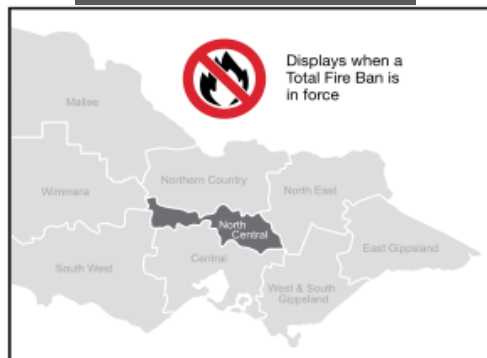 Displays when a
Total Fire Ban is
in force
Mallee
Wimmera
Northern Country
North East
North
Central
South West
Central
East Gippsland
West & South
Gippsland